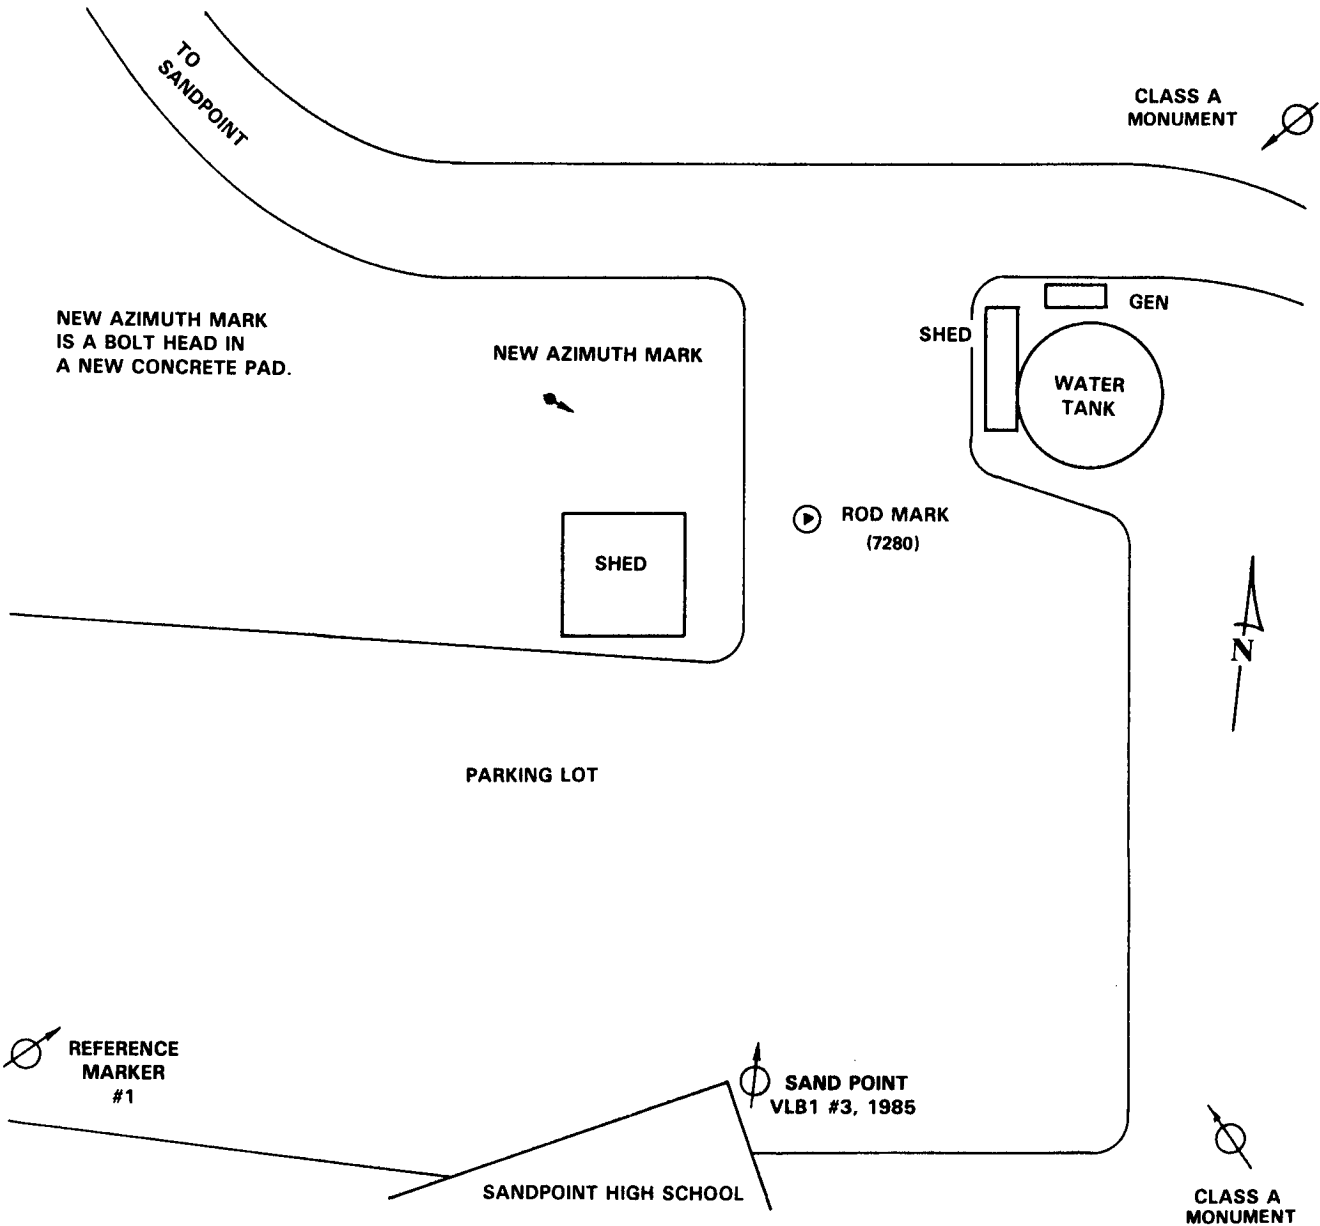 TO
SANDPOINT
CLASS A
MONUMENT
NEW AZIMUTH MARK
IS A BOLT HEAD IN
A NEW CONCRETE PAD.
NEW AZIMUTH MARK
GEN
SHED
WATER
TANK
ROD MARK
(7280)
SHED
N
PARKING LOT
REFERENCE
MARKER
#1
SAND POINT
VLB1 #3, 1985
SANDPOINT HIGH SCHOOL
CLASS A
MONUMENT